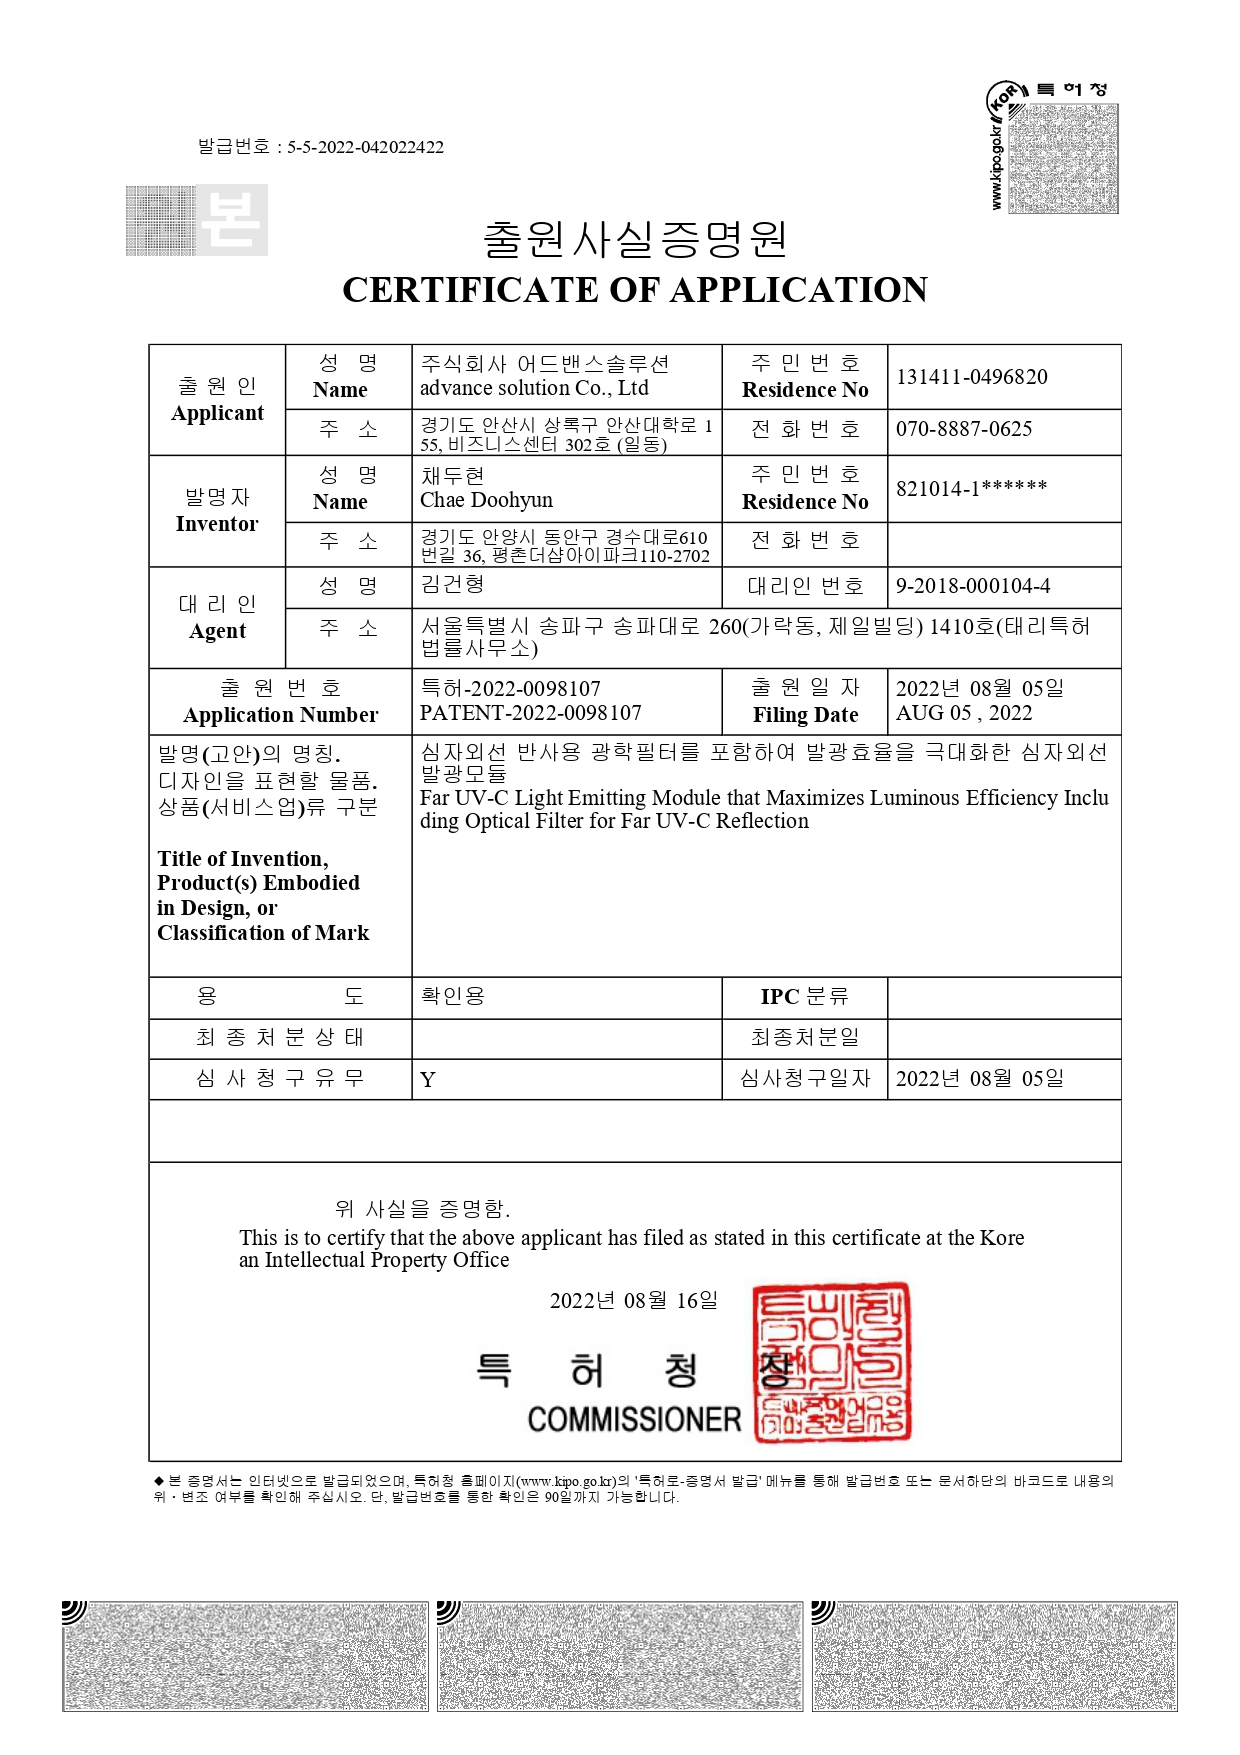 특허청
KOR
www.kipo.go.kr
발급번호 : 5-5-2022-042022422
본
출원사실증명원
CERTIFICATE OF APPLICATION
출 원 인
Applicant
성 명
Name
주식회사 어드밴스솔루션
advance solution Co., Ltd
주 민 번 호
Residence No
131411-0496820
주 소
경기도 안산시 상록구 안산대학로 1
55, 비즈니스센터 302호 (일동)
전 화 번 호
070-8887-0625
발명자
Inventor
성 명
Name
채두현
Chae Doohyun
주 민 번 호
Residence No
821014-1******
주 소
경기도 안양시 동안구 경수대로610
번길 36, 평촌더샵아이파크110-2702
전 화 번 호
대 리 인
Agent
성 명
김건형
대리인 번호
9-2018-000104-4
주 소
서울특별시 송파구 송파대로 260(가락동, 제일빌딩) 1410호(태리특허
법률사무소)
출 원 번 호
Application Number
특허-2022-0098107
PATENT-2022-0098107
출 원 일 자
Filing Date
2022년 08월 05일
AUG 05 , 2022
발명(고안)의 명칭.
디자인을 표현할 물품.
상품(서비스업)류 구분
Title of Invention,
Product(s) Embodied
in Design, or
Classification of Mark
심자외선 반사용 광학필터를 포함하여 발광효율을 극대화한 심자외선
발광모듈
Far UV-C Light Emitting Module that Maximizes Luminous Efficiency Inclu
ding Optical Filter for Far UV-C Reflection
용 도
확인용
IPC 분류
최 종 처 분 상 태
최종처분일
심 사 청 구 유 무
Y
심사청구일자
2022년 08월 05일
위 사실을 증명함.
This is to certify that the above applicant has filed as stated in this certificate at the Kore
an Intellectual Property Office
2022년 08월 16일
특 허 청 장
COMMISSIONER
◆ 본 증명서는 인터넷으로 발급되었으며, 특허청 홈페이지(www.kipo.go.kr)의 '특허로-증명서 발급' 메뉴를 통해 발급번호 또는 문서하단의 바코드로 내용의
위・변조 여부를 확인해 주십시오. 단, 발급번호를 통한 확인은 90일까지 가능합니다.